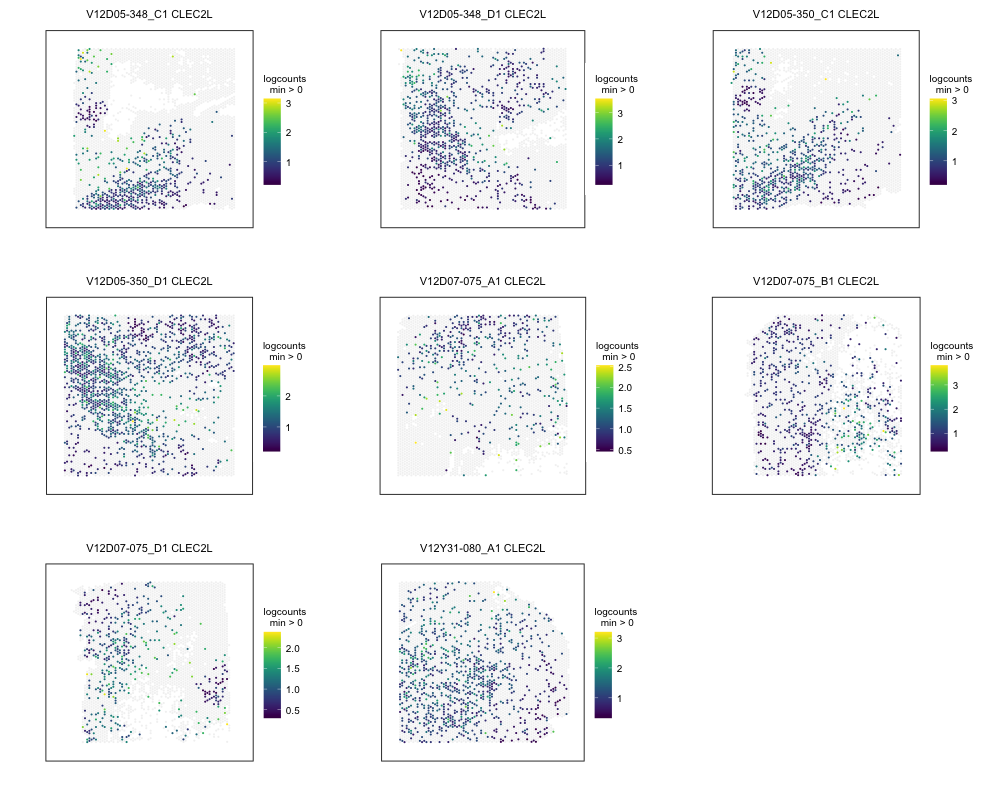 V12D05-348_C1 CLEC2L
logcounts
min > 0
3
2
1
V12D05-348_D1 CLEC2L
logcounts
min > 0
3
2
1
V12D05-350_C1 CLEC2L
logcounts
min > 0
3
2
1
V12D05-350_D1 CLEC2L
logcounts
min > 0
2
1
V12D07-075_A1 CLEC2L
logcounts
min > 0
2.5
2.0
1.5
1.0
0.5
V12D07-075_B1 CLEC2L
logcounts
min > 0
3
2
1
V12D07-075_D1 CLEC2L
logcounts
min > 0
2.0
1.5
1.0
0.5
V12Y31-080_A1 CLEC2L
logcounts
min > 0
3
2
1